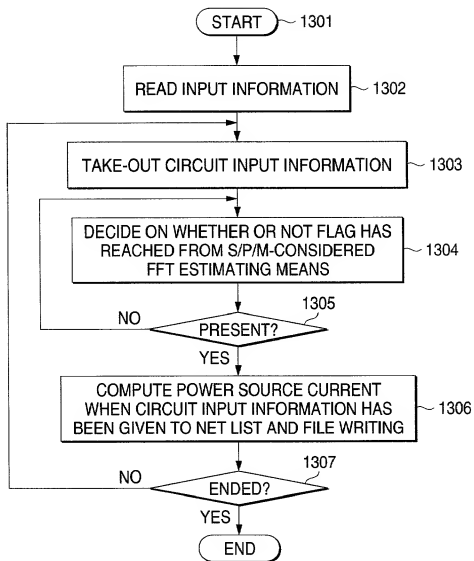 START
1301
READ INPUT INFORMATION
1302
TAKE-OUT CIRCUIT INPUT INFORMATION
1303
DECIDE ON WHETHER OR NOT FLAG HAS
REACHED FROM S/P/M-CONSIDERED
FFT ESTIMATING MEANS
1304
1305
NO
PRESENT?
YES
COMPUTE POWER SOURCE CURRENT
WHEN CIRCUIT INPUT INFORMATION HAS
BEEN GIVEN TO NET LIST AND FILE WRITING
1306
1307
NO
ENDED?
YES
END